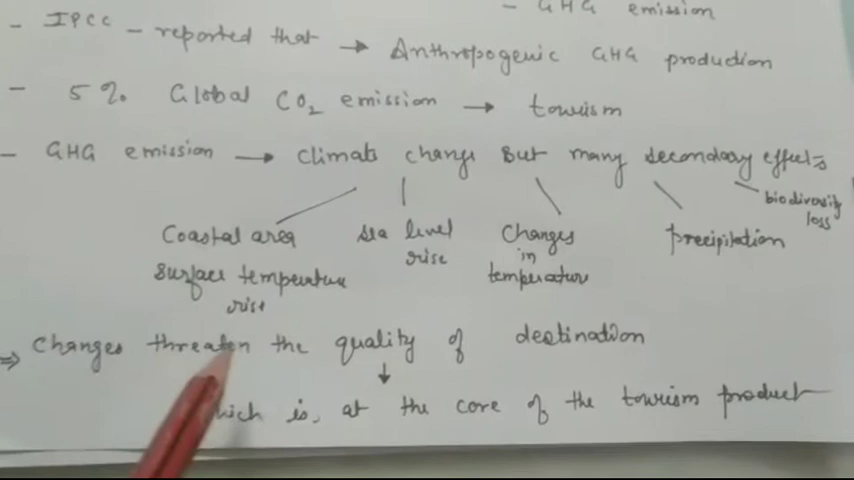 - GHG emission
- IPCC - reported that → Anthropogenic GHG production
- 5% Global CO2 emission → tourism
- GHG emission → climate change But many secondary effects
biodiversity loss
Coastal area surface temperature rise
sea level rise
Changes in temperature
precipitation
⇒ Changes threaten the quality of destination
↓
which is, at the core of the tourism product